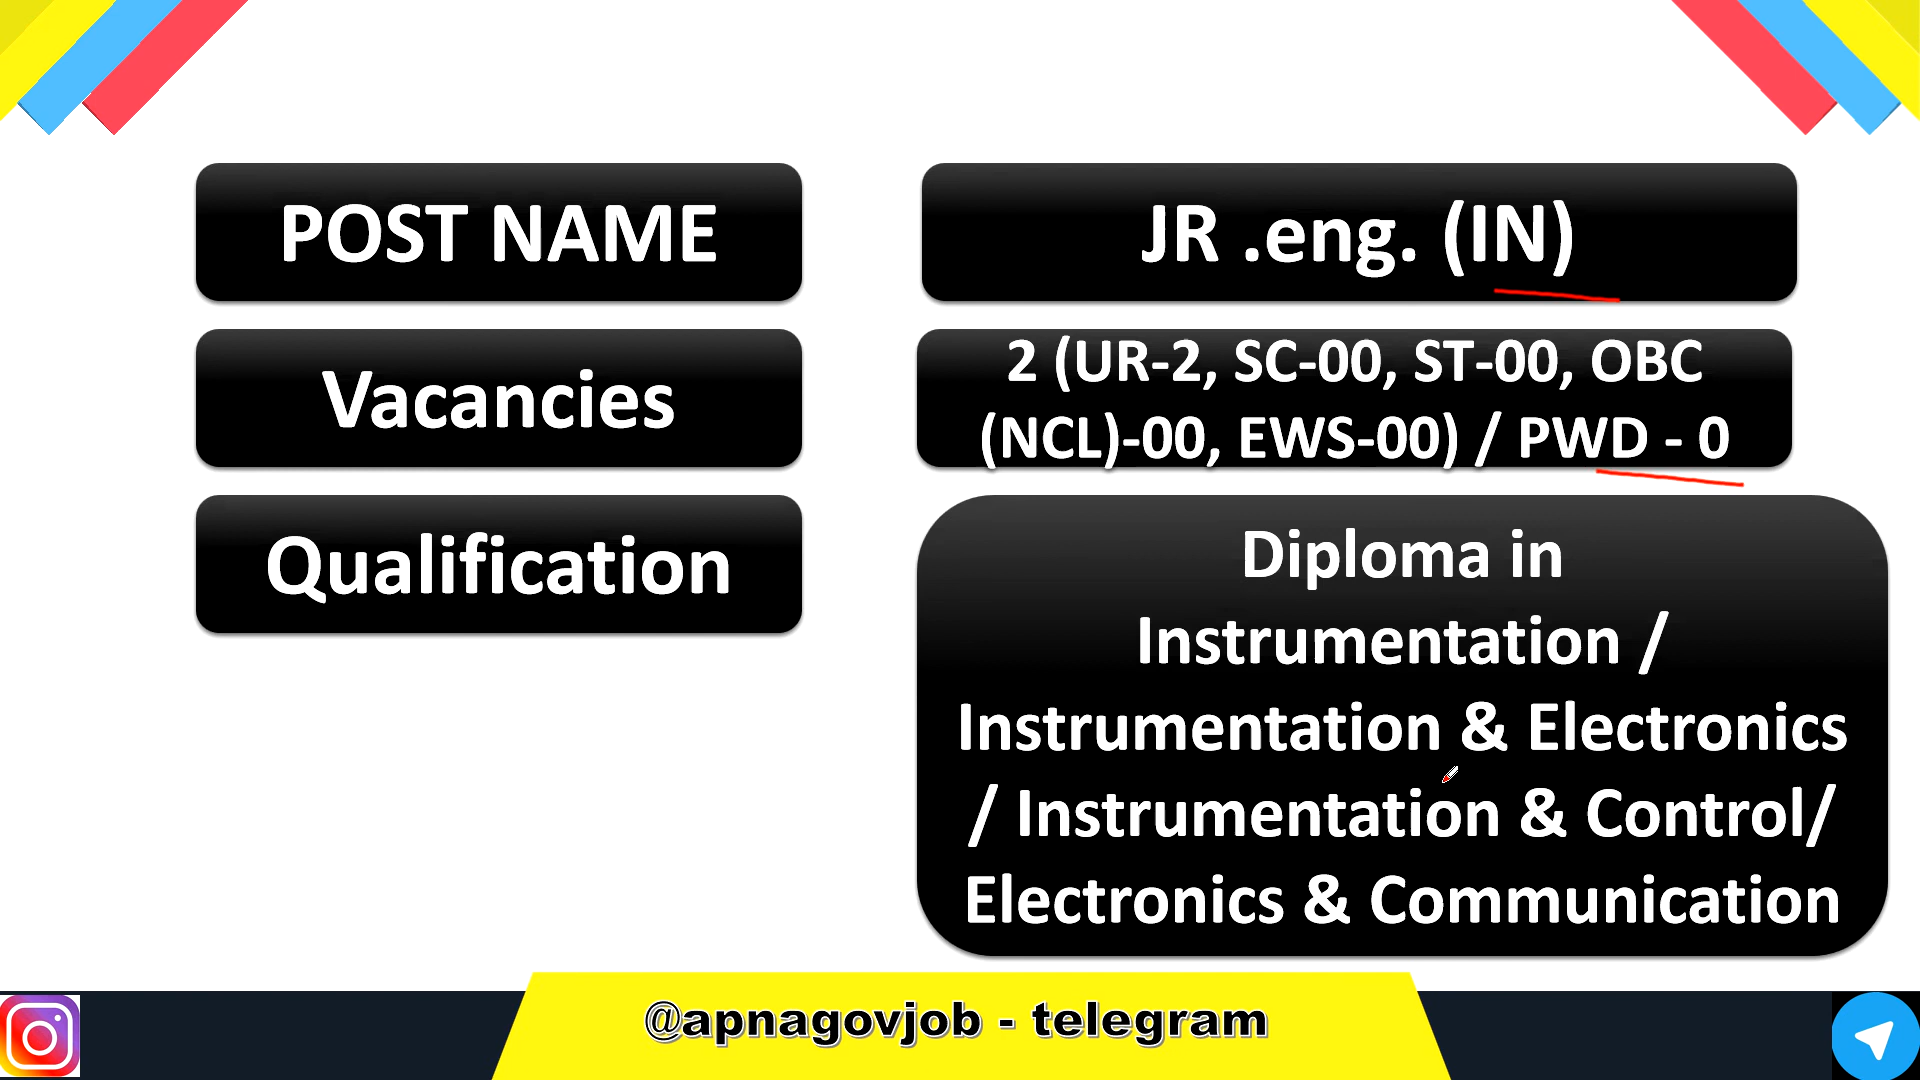 POST NAME
JR .eng. (IN)
Vacancies
2 (UR-2, SC-00, ST-00, OBC
(NCL)-00, EWS-00) / PWD - 0
Qualification
Diploma in
Instrumentation /
Instrumentation & Electronics
/ Instrumentation & Control/
Electronics & Communication
@apnagovjob - telegram